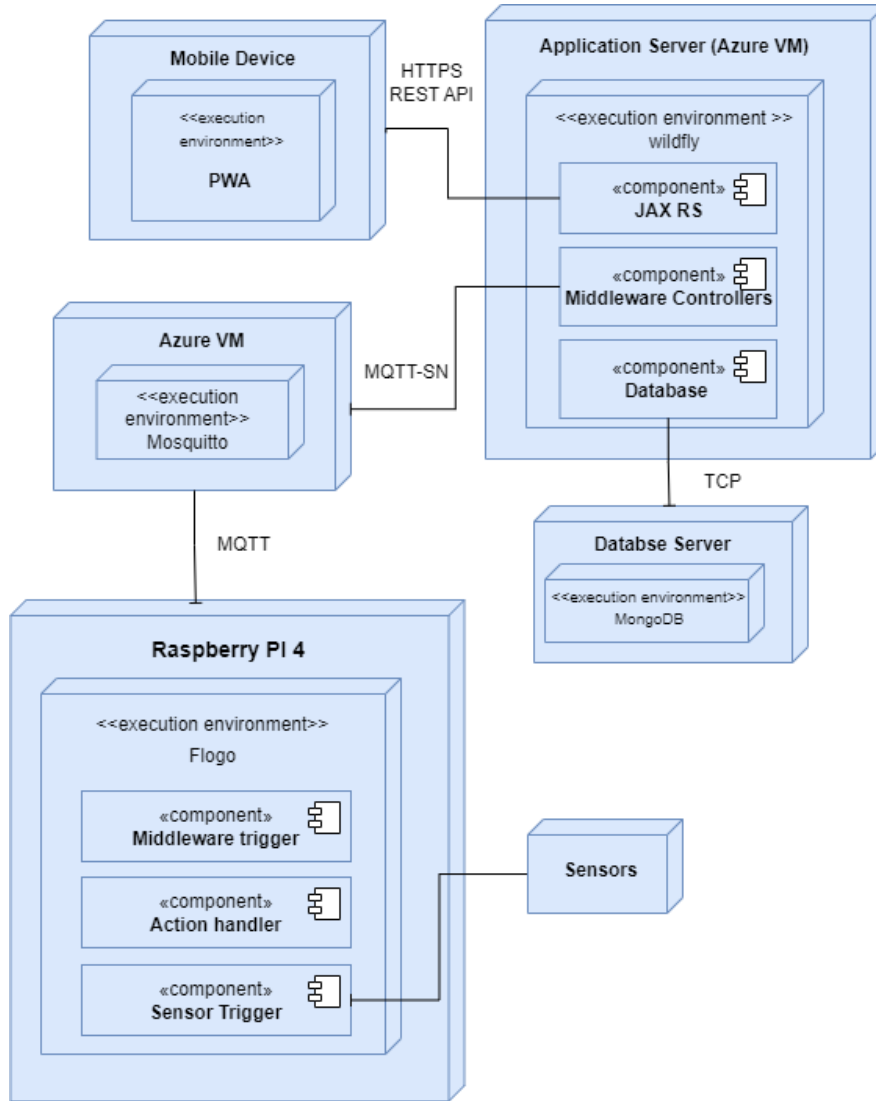 Mobile Device
<<execution
environment>>
PWA
HTTPS
REST API
Application Server (Azure VM)
<<execution environment >>
wildfly
«component»
JAX RS
«component»
Middleware Controllers
«component»
Database
Azure VM
<<execution
environment>>
Mosquitto
MQTT-SN
TCP
MQTT
Databse Server
<<execution environment>>
MongoDB
Raspberry PI 4
<<execution environment>>
Flogo
«component»
Middleware trigger
«component»
Action handler
«component»
Sensor Trigger
Sensors